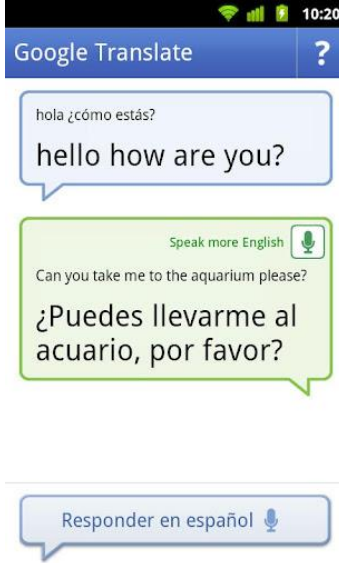 10:20
Google Translate ?
hola ¿cómo estás?
hello how are you?
Speak more English
Can you take me to the aquarium please?
¿Puedes llevarme al
acuario, por favor?
Responder en español